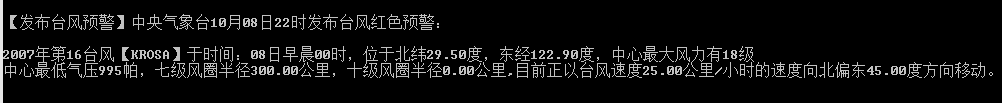 【发布台风预警】中央气象台10月08日22时发布台风红色预警:
2007年第16台风【KROSA】于时间: 08日早晨00时, 位于北纬29.50度, 东经122.90度, 中心最大风力有18级
中心最低气压995帕, 七级风圈半径300.00公里, 十级风圈半径0.00公里,目前正以台风速度25.00公里/小时的速度向北偏东45.00度方向移动。